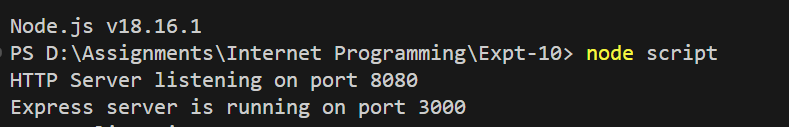 Node.js v18.16.1
PS D:\Assignments\Internet Programming\Expt-10> node script
HTTP Server listening on port 8080
Express server is running on port 3000